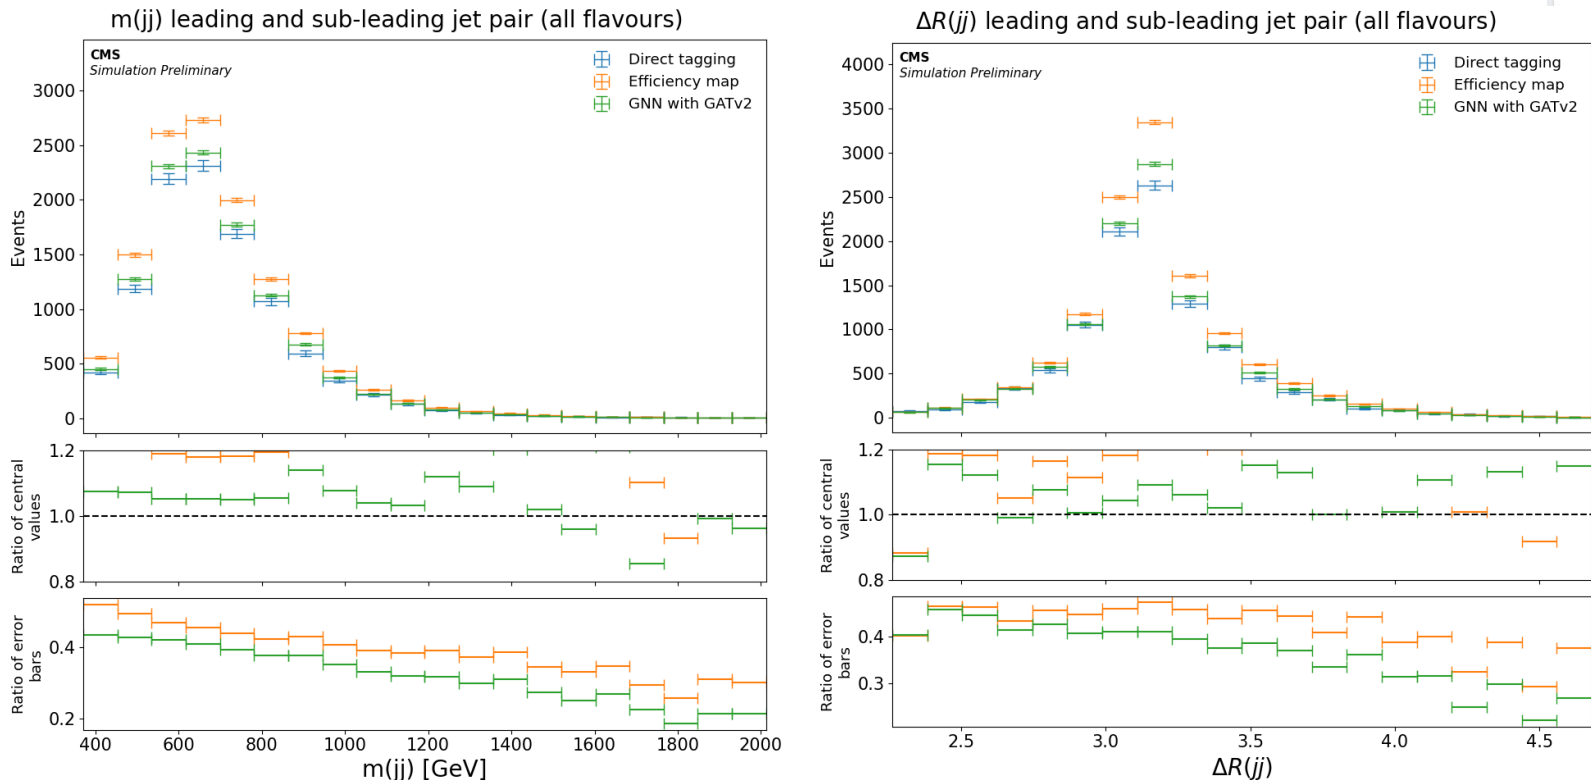 m(jj) leading and sub-leading jet pair (all flavours)
CMS
Simulation Preliminary
Direct tagging
Efficiency map
GNN with GATv2
Events
3000
2500
2000
1500
1000
500
0
Ratio of central
values
1.2
1.0
0.8
Ratio of error
bars
0.4
0.2
400 600 800 1000 1200 1400 1600 1800 2000
m(jj) [GeV]
ΔR(jj) leading and sub-leading jet pair (all flavours)
CMS
Simulation Preliminary
Direct tagging
Efficiency map
GNN with GATv2
Events
4000
3500
3000
2500
2000
1500
1000
500
0
Ratio of central
values
1.2
1.0
0.8
Ratio of error
bars
0.4
0.3
2.5 3.0 3.5 4.0 4.5
ΔR(jj)